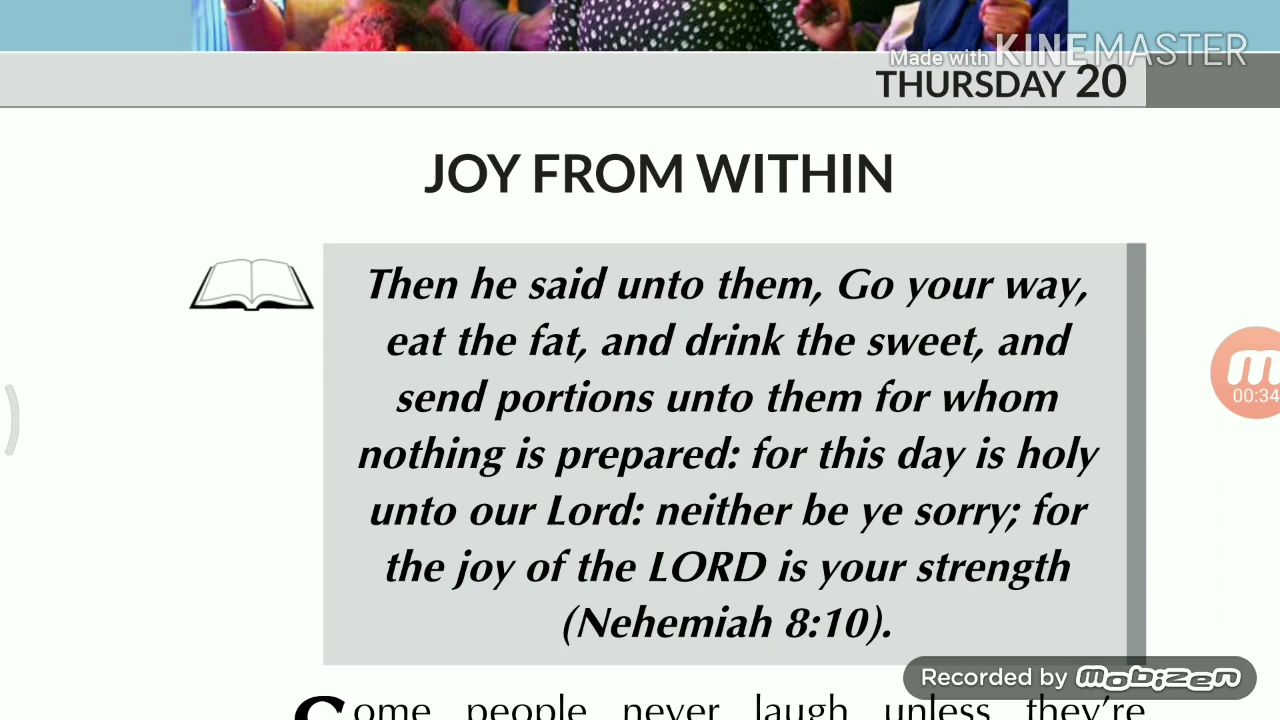 Made with KINEMASTER
THURSDAY 20
JOY FROM WITHIN
Then he said unto them, Go your way,
eat the fat, and drink the sweet, and
send portions unto them for whom
nothing is prepared: for this day is holy
unto our Lord: neither be ye sorry; for
the joy of the LORD is your strength
(Nehemiah 8:10).
00:34
Recorded by mobizen
Some people never laugh unless they're